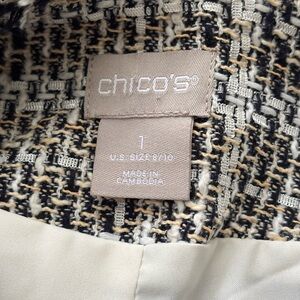 chico's®
1
U.S. SIZE 8/10
MADE IN
CAMBODIA